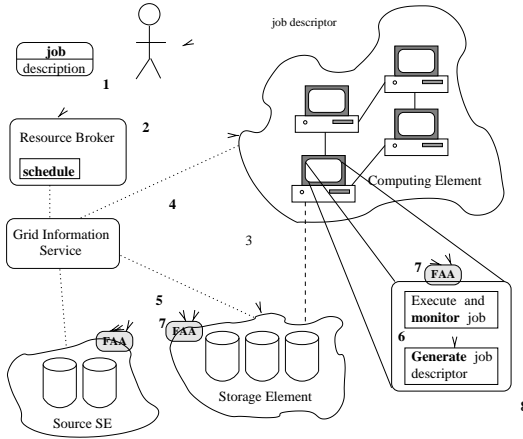 job descriptor
job
description
1
2
Resource Broker
schedule
4
Computing Element
Grid Information
Service
3
7
FAA
5
7
FAA
FAA
Execute and
monitor job
6
Generate job
descriptor
Storage Element
Source SE
8